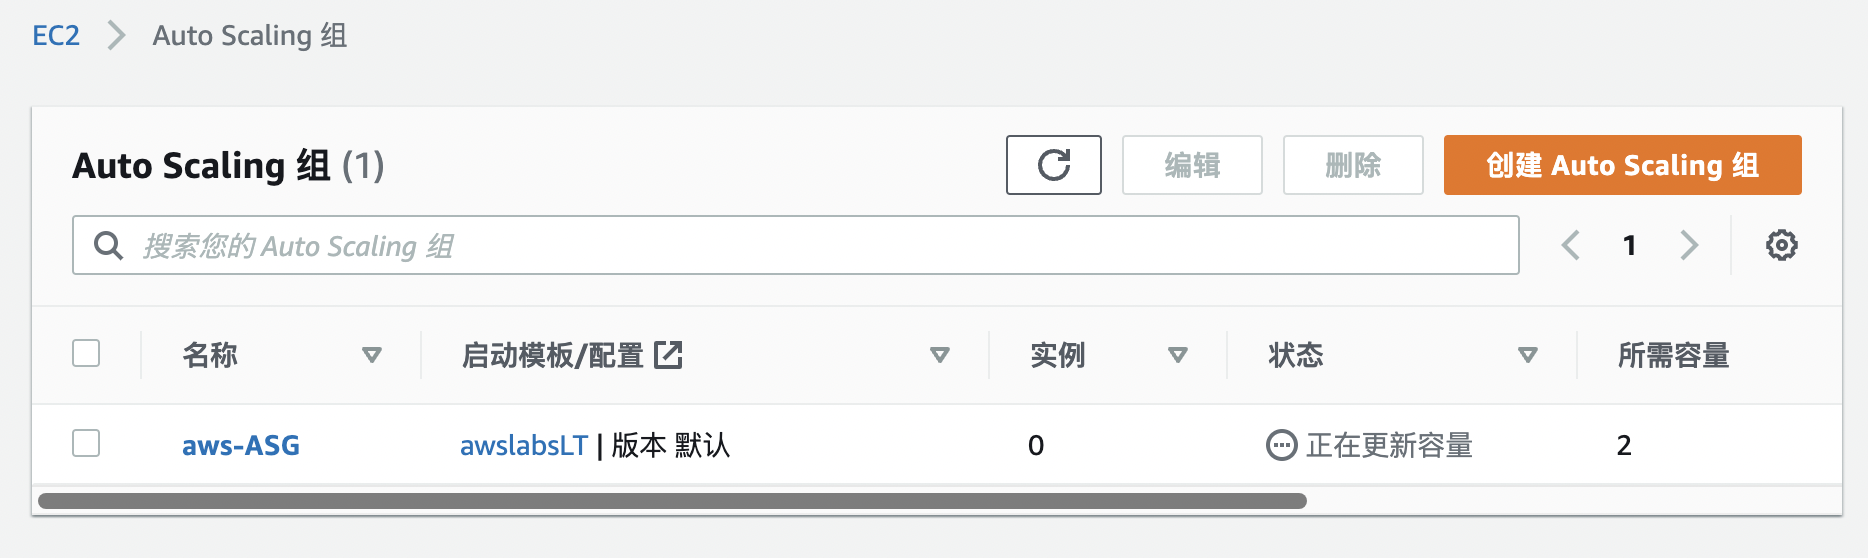 EC2 Auto Scaling 组
Auto Scaling 组 (1) 编辑 删除 创建 Auto Scaling 组
搜索您的 Auto Scaling 组 1
名称 启动模板/配置 实例 状态 所需容量
aws-ASG awslabsLT | 版本 默认 0 正在更新容量 2